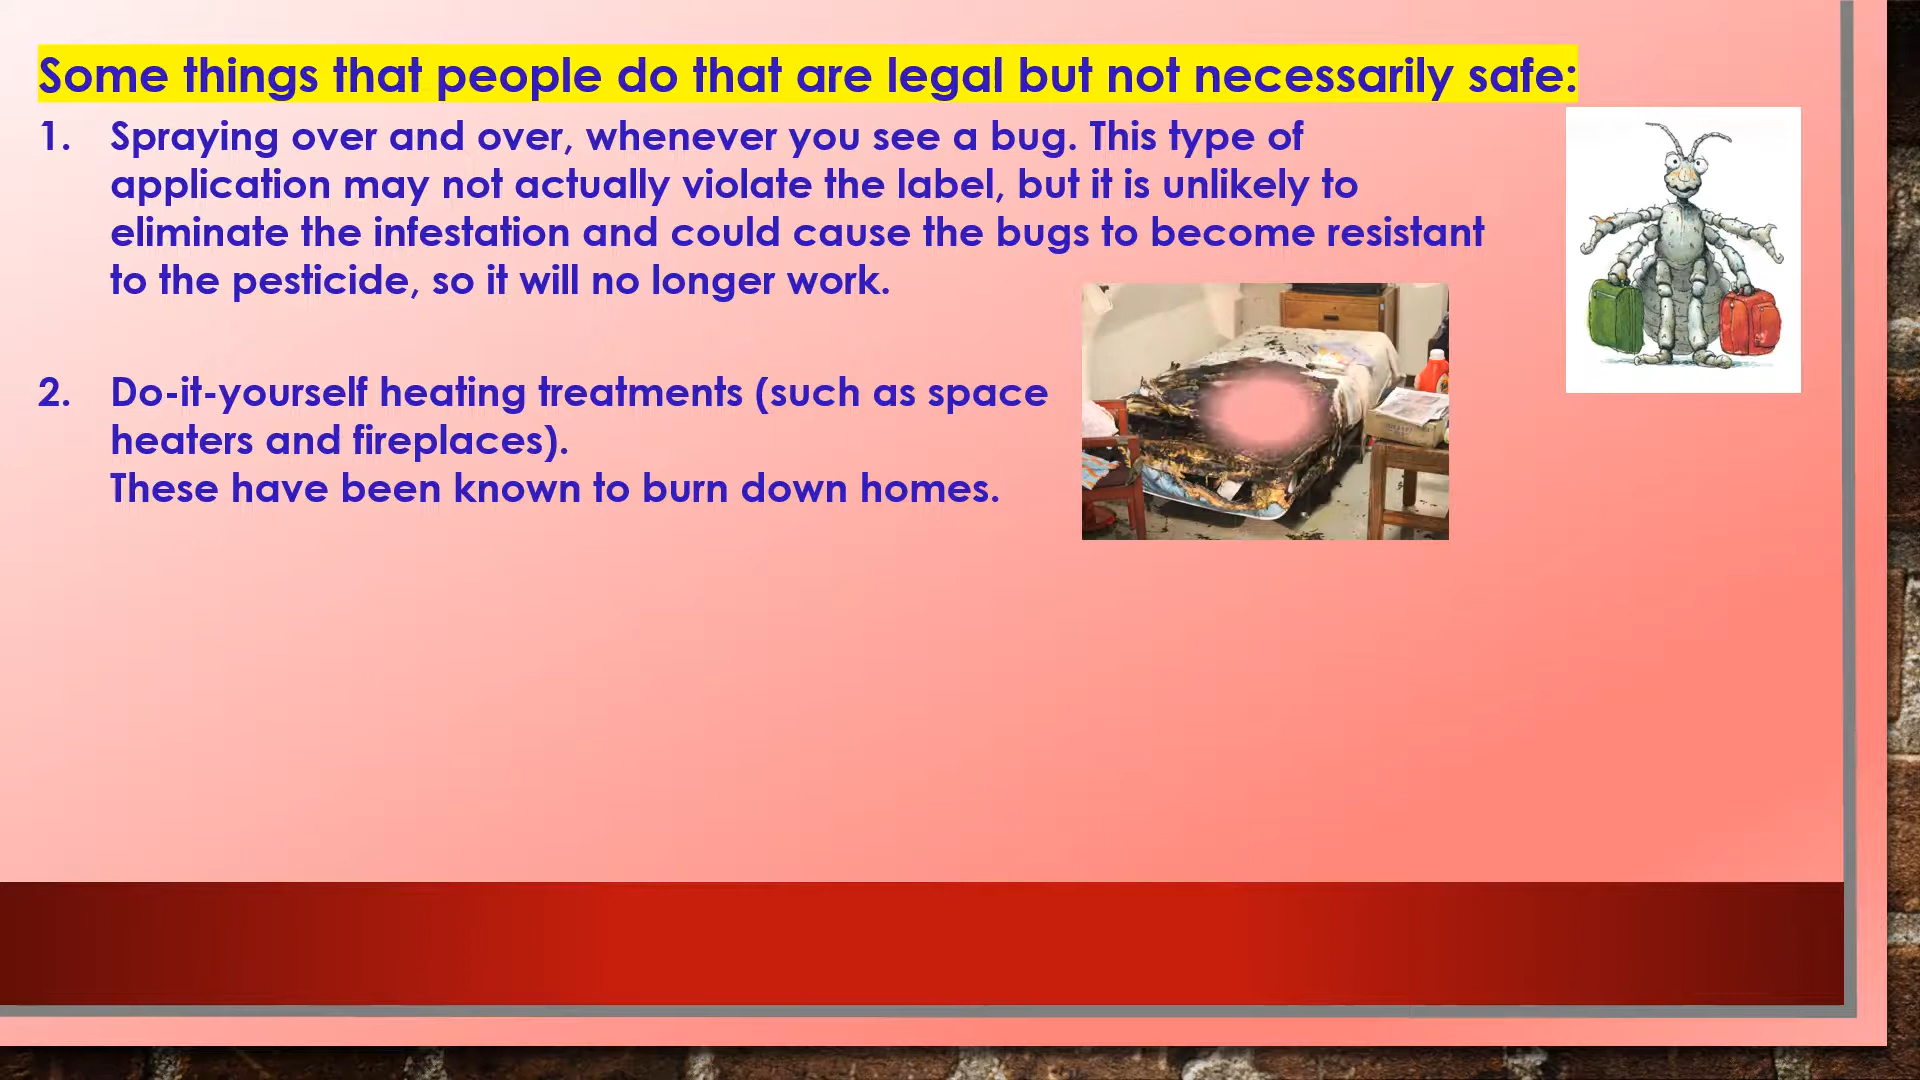 Some things that people do that are legal but not necessarily safe:
1. Spraying over and over, whenever you see a bug. This type of
application may not actually violate the label, but it is unlikely to
eliminate the infestation and could cause the bugs to become resistant
to the pesticide, so it will no longer work.
2. Do-it-yourself heating treatments (such as space
heaters and fireplaces).
These have been known to burn down homes.